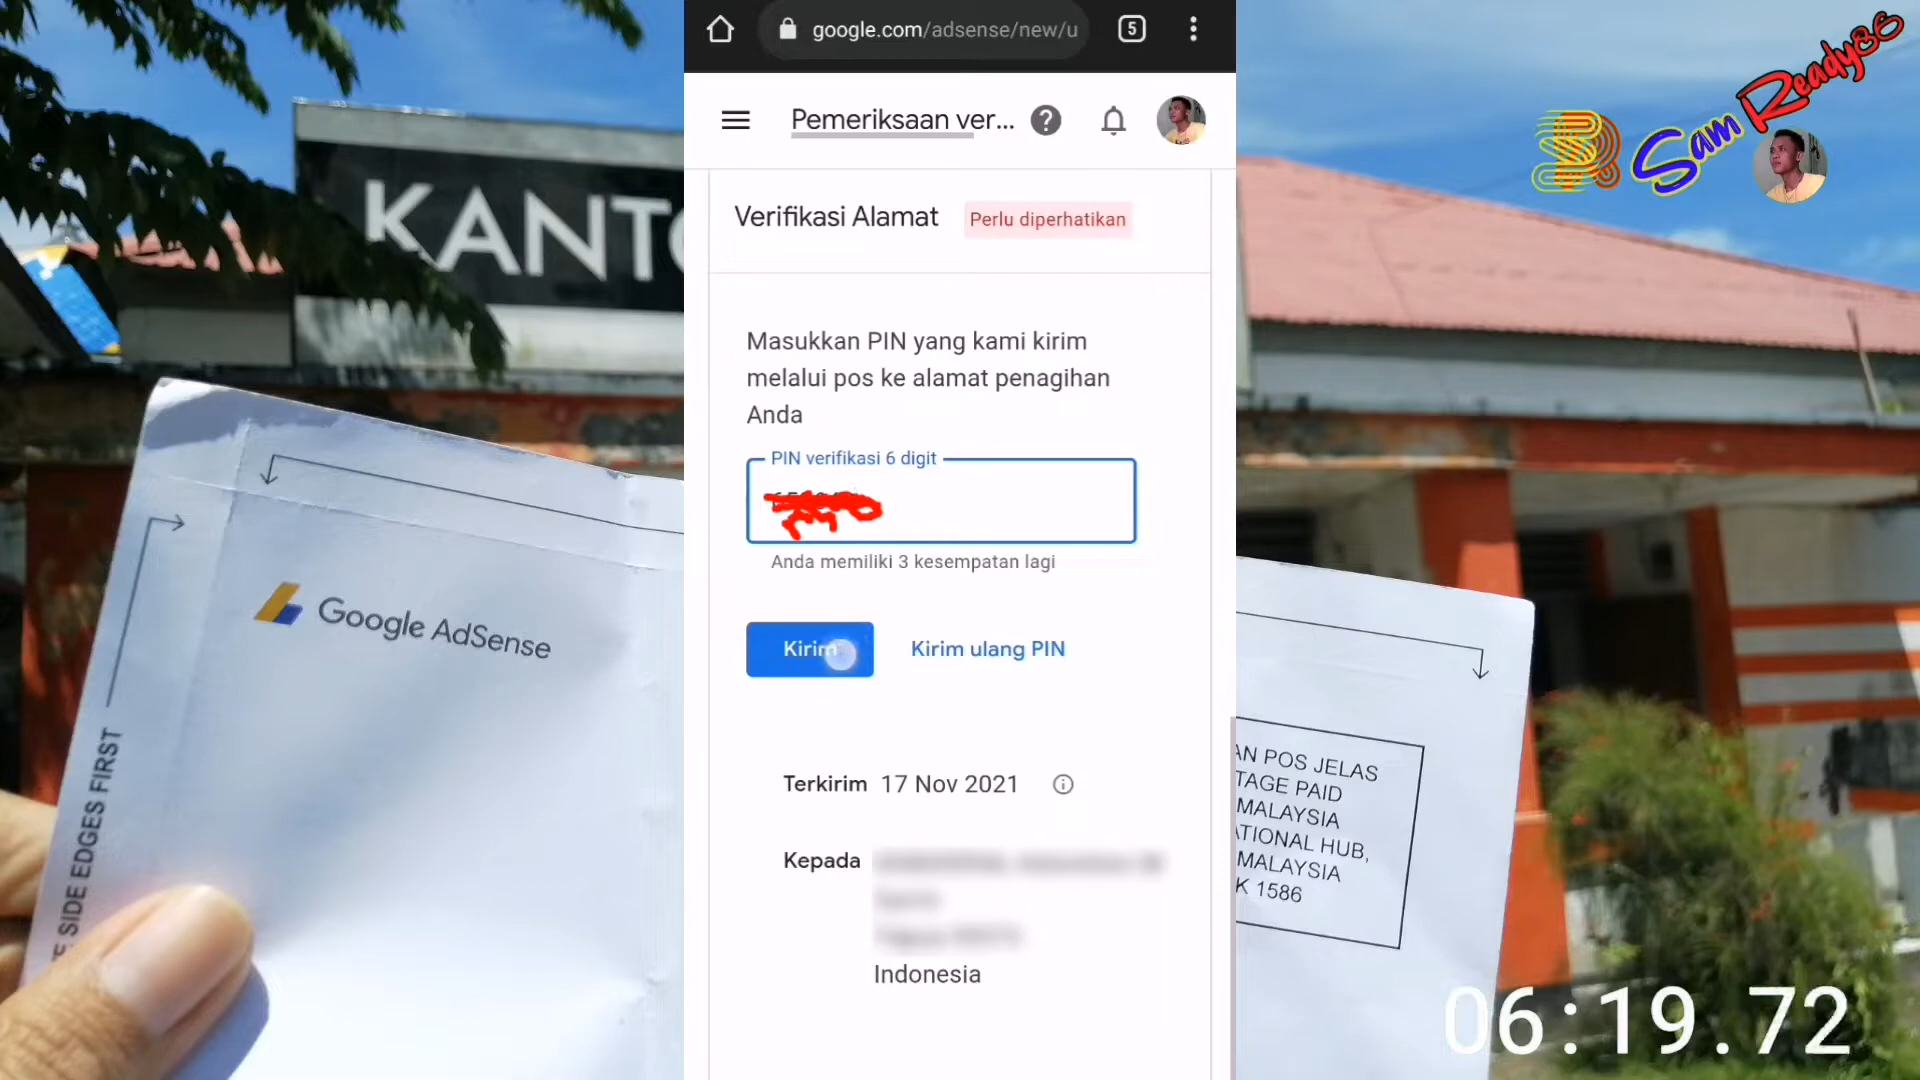 google.com/adsense/new/u
5
Pemeriksaan ver...
Verifikasi Alamat
Perlu diperhatikan
Masukkan PIN yang kami kirim
melalui pos ke alamat penagihan
Anda
PIN verifikasi 6 digit
Anda memiliki 3 kesempatan lagi
Kirim
Kirim ulang PIN
Terkirim 17 Nov 2021
Kepada
Indonesia
KANTO
Google AdSense
SIDE EDGES FIRST
Sam Ready86
AN POS JELAS
TAGE PAID
MALAYSIA
ATIONAL HUB,
MALAYSIA
K 1586
06:19.72